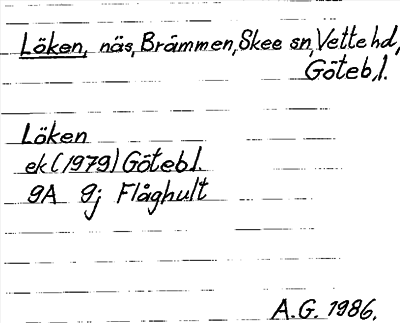 Löken, näs, Brämmen, Skee sn, Vette hd,
Göteb.l.
Löken
ek (1979) Göteb.l.
9A 9j Flåghult
A.G. 1986.